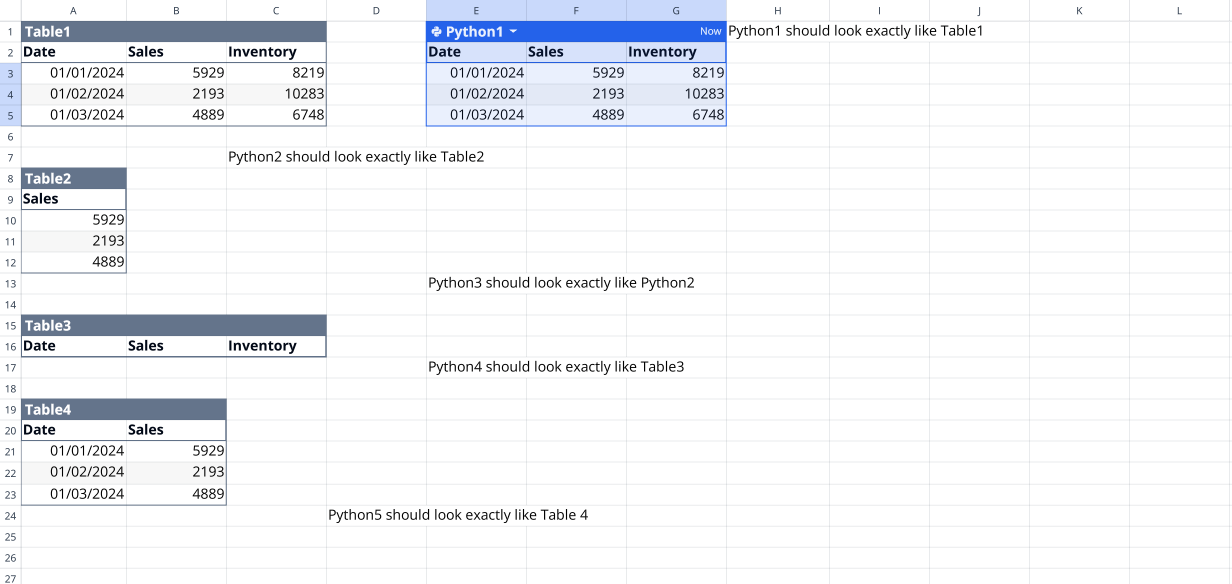 A B C D E F G H I J K L
1 Table1 Python1 Now Python1 should look exactly like Table1
2 Date Sales Inventory Date Sales Inventory
3 01/01/2024 5929 8219 01/01/2024 5929 8219
4 01/02/2024 2193 10283 01/02/2024 2193 10283
5 01/03/2024 4889 6748 01/03/2024 4889 6748
6
7 Python2 should look exactly like Table2
8 Table2
9 Sales
10 5929
11 2193
12 4889
13 Python3 should look exactly like Python2
14
15 Table3
16 Date Sales Inventory
17 Python4 should look exactly like Table3
18
19 Table4
20 Date Sales
21 01/01/2024 5929
22 01/02/2024 2193
23 01/03/2024 4889
24 Python5 should look exactly like Table 4
25
26
27